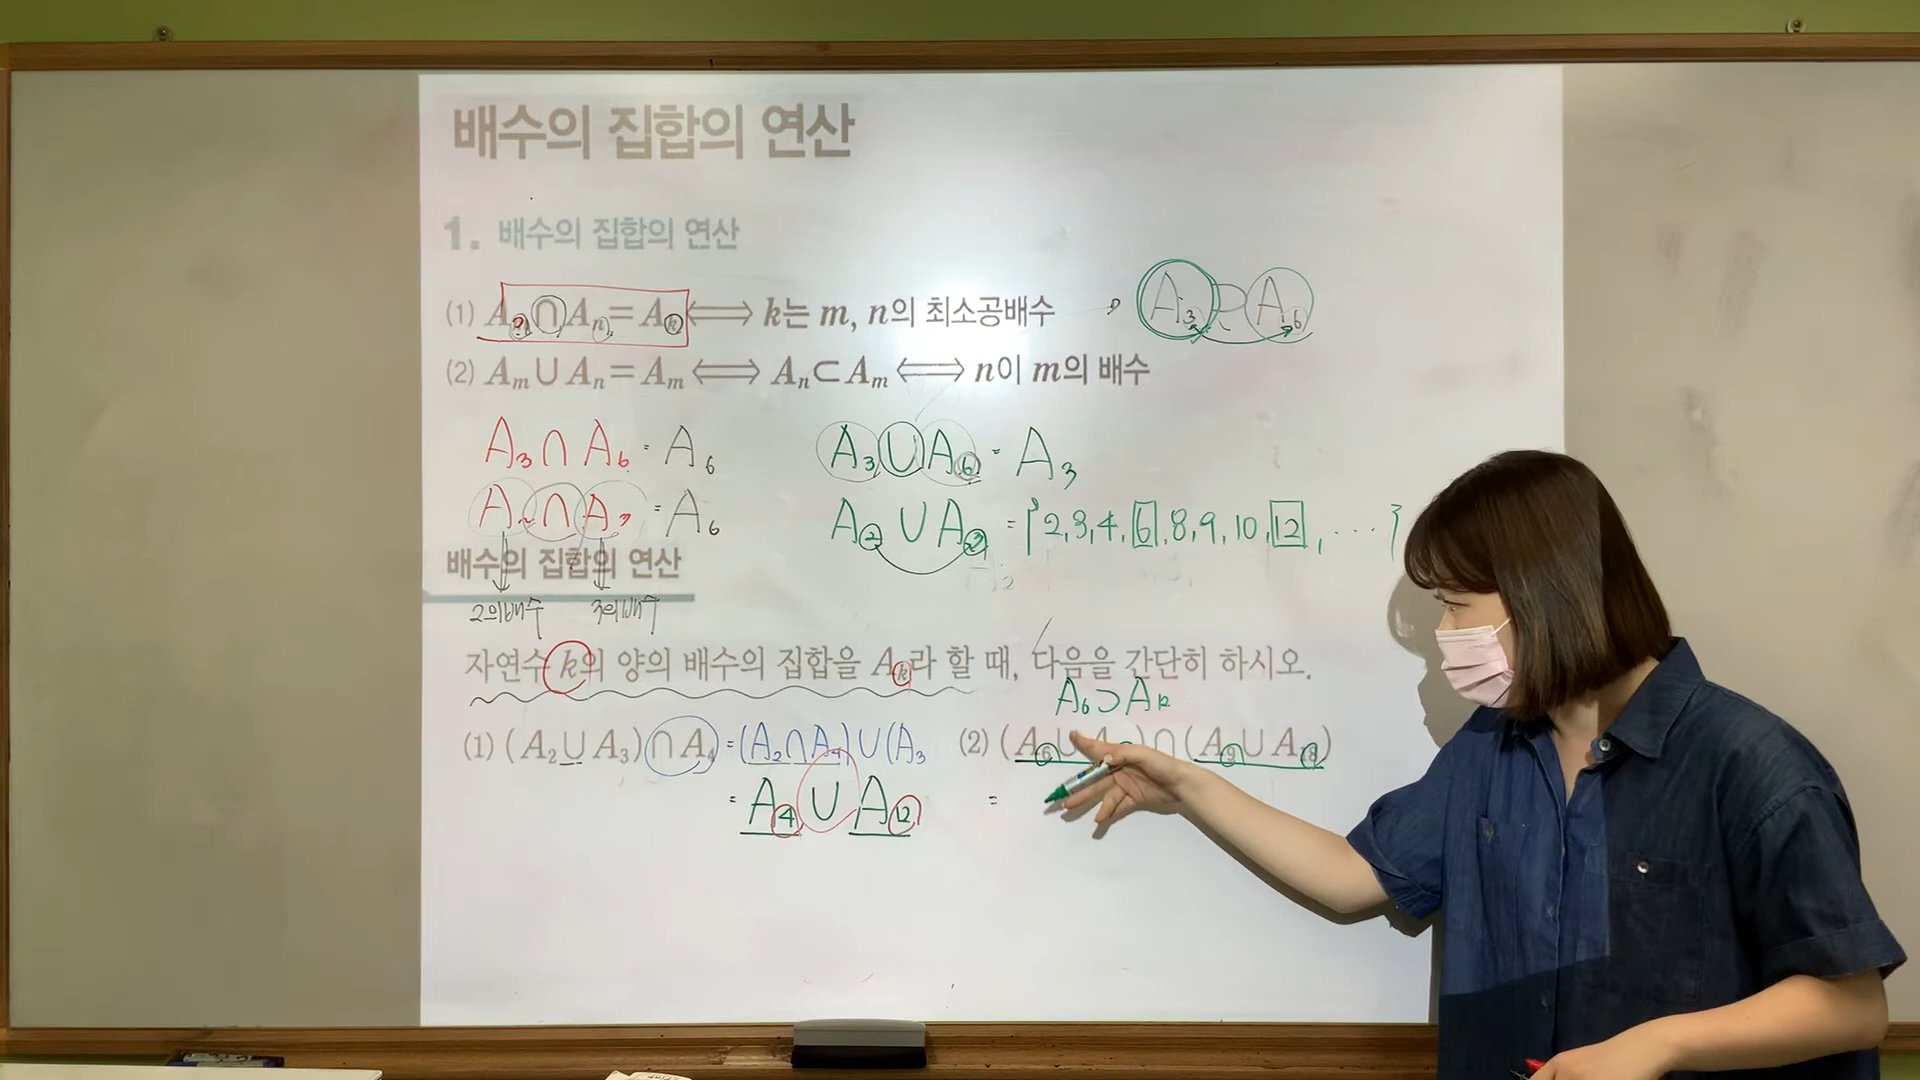 배수의 집합의 연산
1. 배수의 집합의 연산
(1) Aₘ∩Aₙ=Aₖ ⟺ k는 m, n의 최소공배수
A₃⊃A₆
(2) Aₘ∪Aₙ=Aₘ ⟺ Aₙ⊂Aₘ ⟺ n이 m의 배수
A₃∩A₆=A₆
A₃∪A₆=A₃
A₂∩A₃=A₆
A₂∪A₃={2,3,4,6,8,9,10,12,…}
배수의 집합의 연산
2의배수 3의배수
자연수 k의 양의 배수의 집합을 Aₖ라 할 때, 다음을 간단히 하시오.
A₆⊃A₁₂
(1) (A₂∪A₃)∩A₄=(A₂∩A₄)∪(A₃
(2) (A₆∪ )∩(A₉∪A₁₈)
=A₄∪A₁₂
=